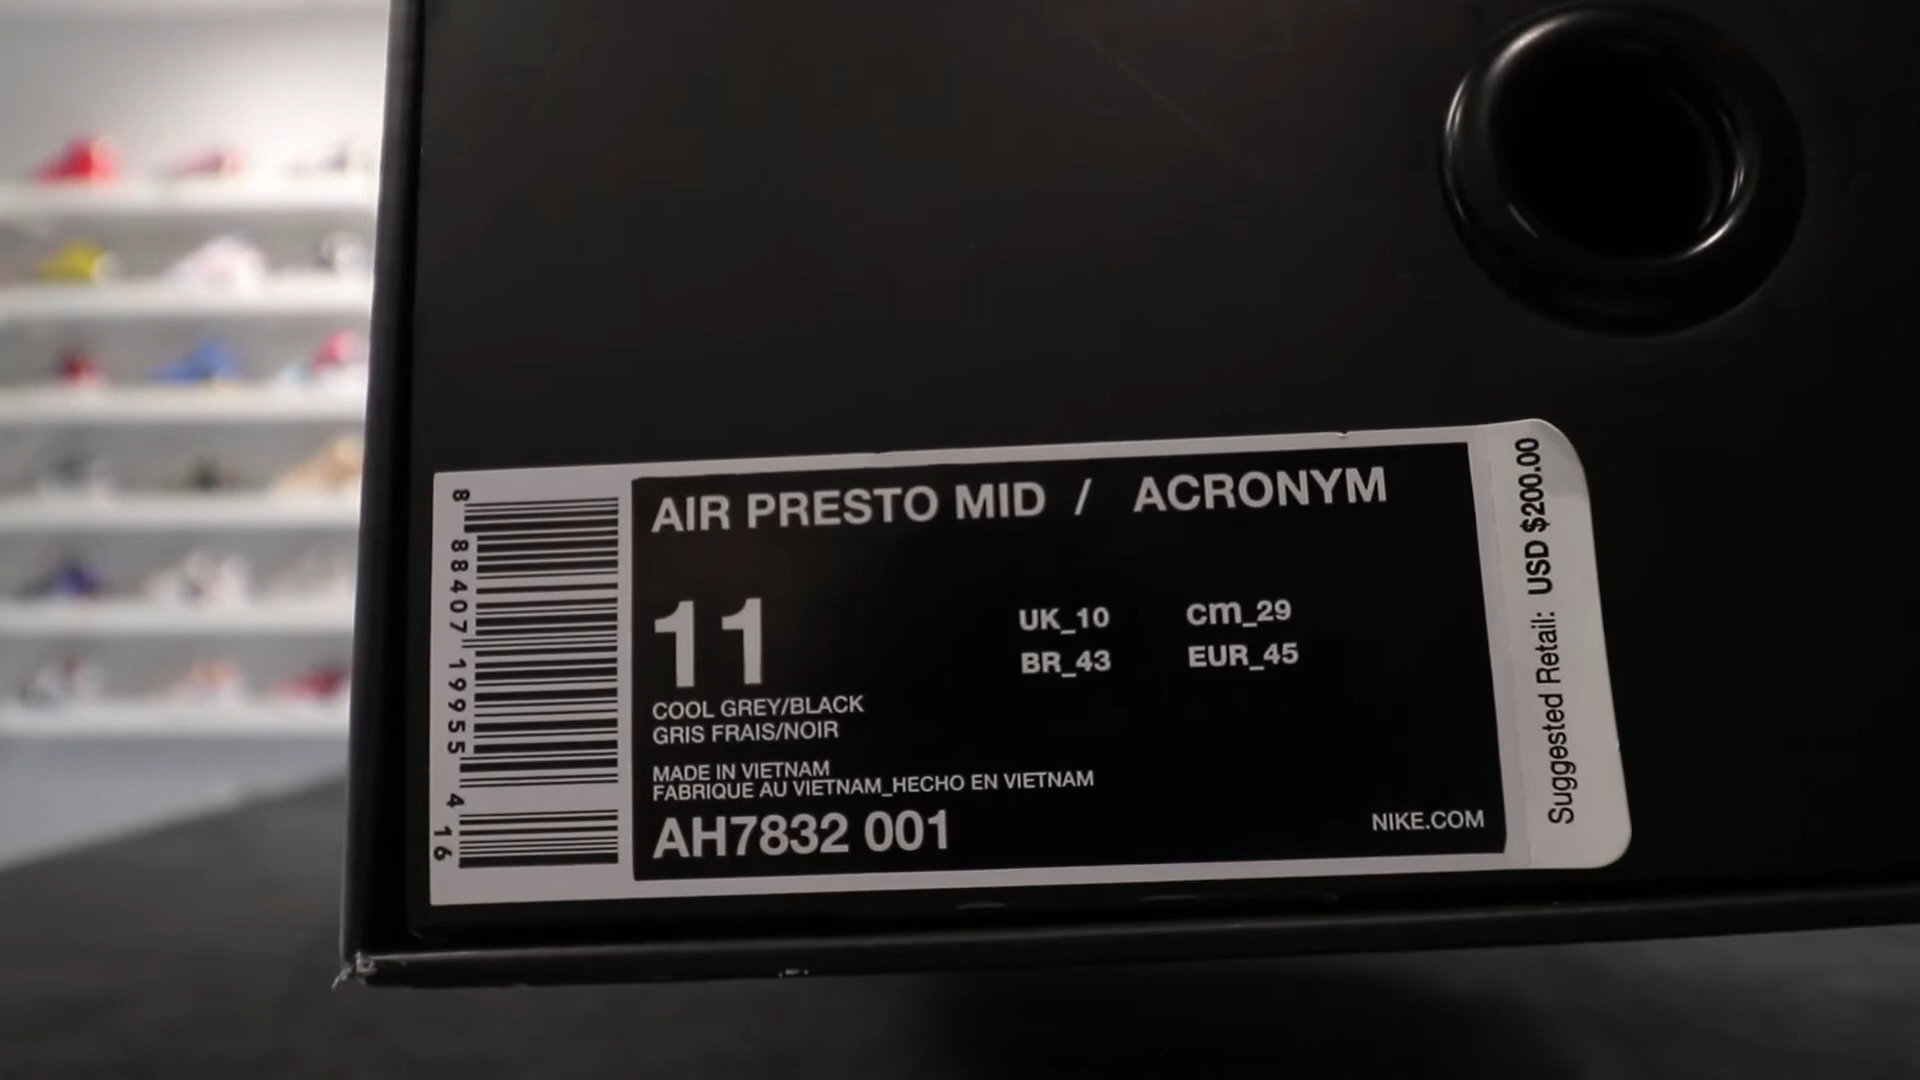 AIR PRESTO MID / ACRONYM
11
UK_10 cm_29
BR_43 EUR_45
COOL GREY/BLACK
GRIS FRAIS/NOIR
MADE IN VIETNAM
FABRIQUE AU VIETNAM_HECHO EN VIETNAM
AH7832 001
NIKE.COM
8 88407 19955 4 16
Suggested Retail: USD $200.00